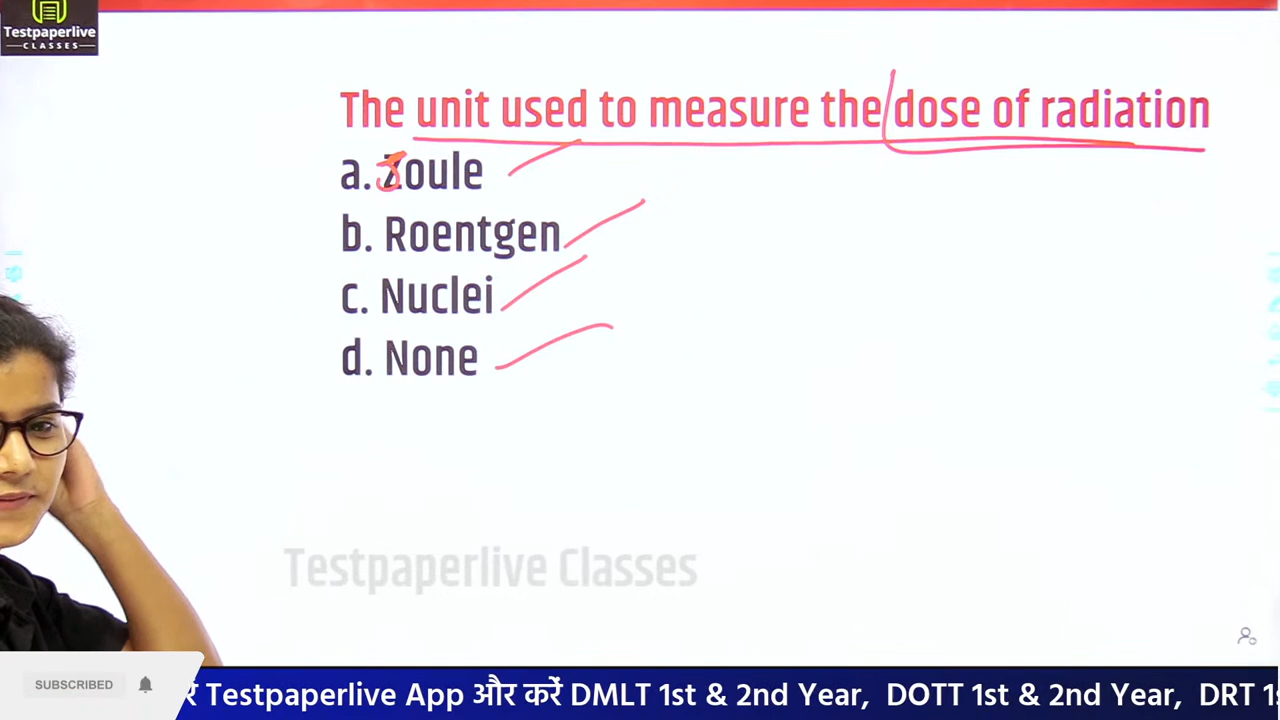 Testpaperlive
CLASSES
The unit used to measure the dose of radiation
a. Zoule
J
b. Roentgen
c. Nuclei
d. None
Testpaperlive Classes
SUBSCRIBED
Testpaperlive App और करें DMLT 1st & 2nd Year, DOTT 1st & 2nd Year, DRT